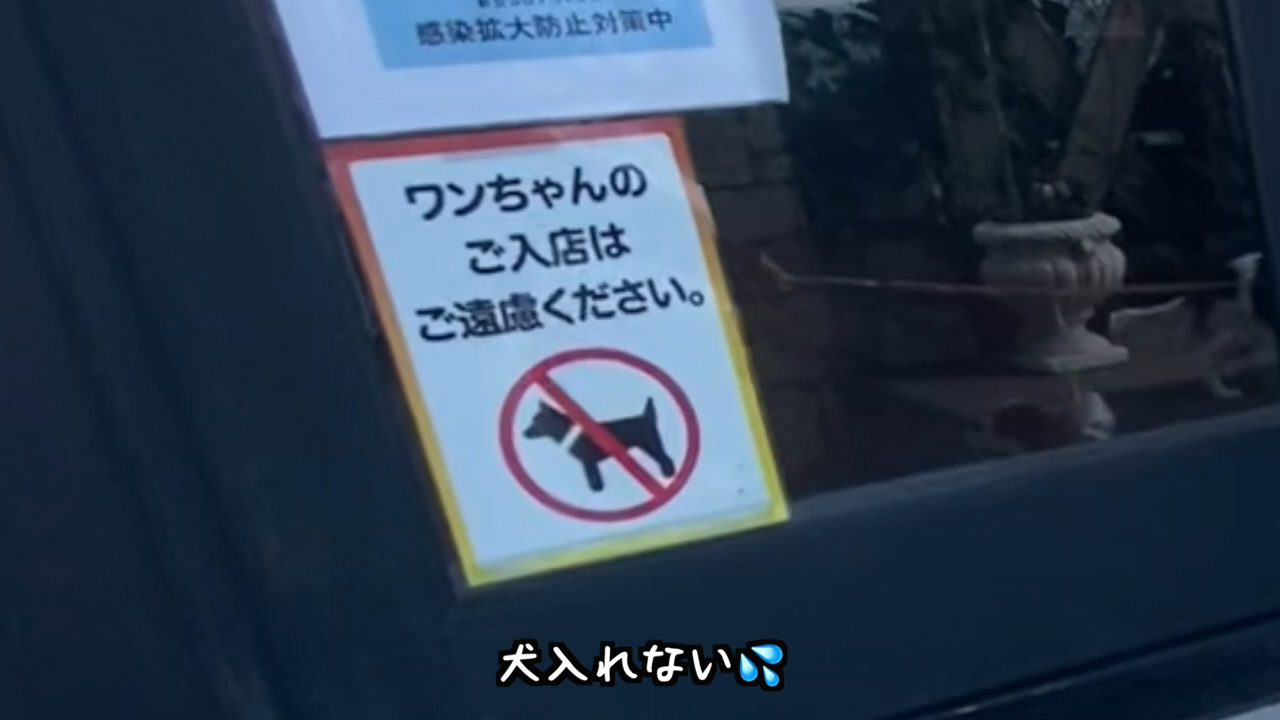 感染拡大防止対策中
ワンちゃんの
ご入店は
ご遠慮ください。
犬入れない💦